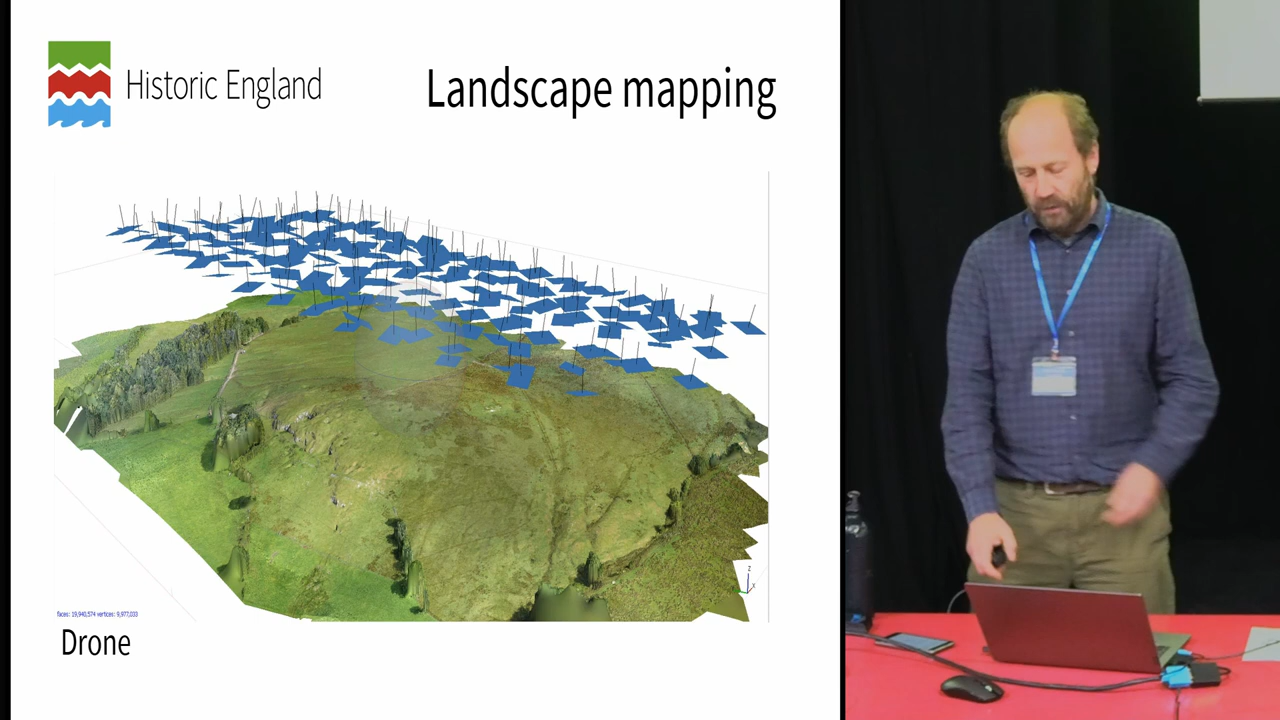 Historic England
Landscape mapping
faces: 19,940,574 vertices: 9,977,033
z
x
Drone